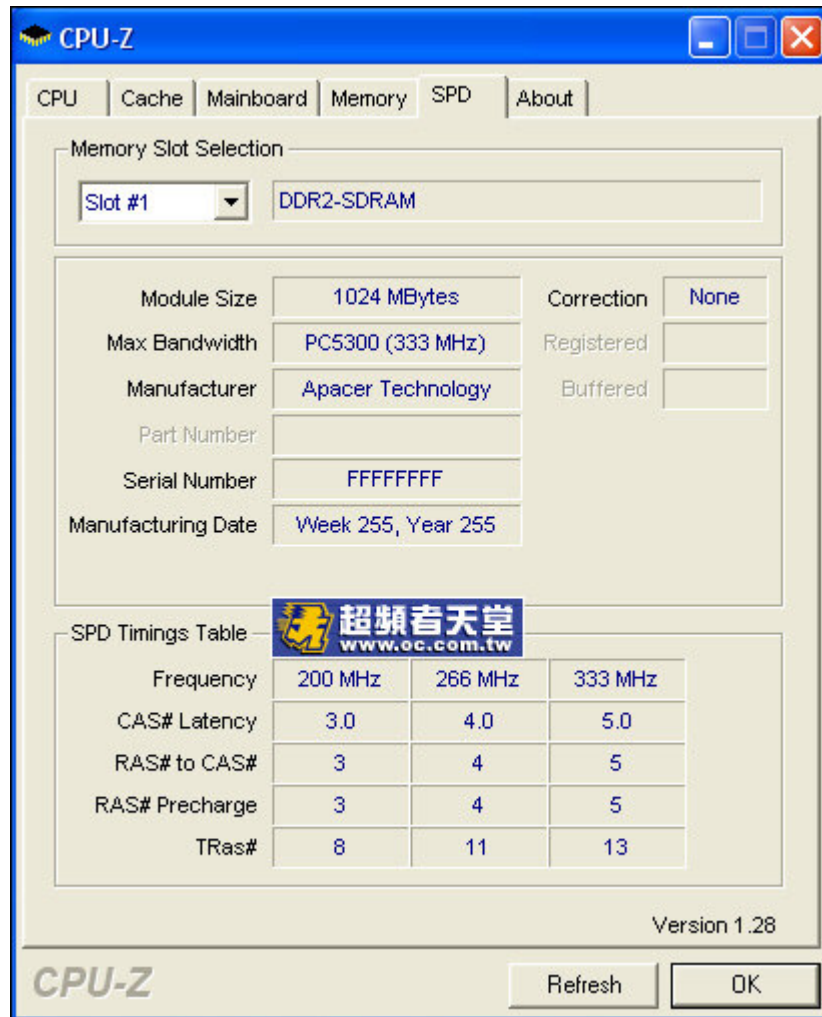 CPU-Z
CPU Cache Mainboard Memory SPD About
Memory Slot Selection
Slot #1 DDR2-SDRAM
Module Size 1024 MBytes Correction None
Max Bandwidth PC5300 (333 MHz) Registered
Manufacturer Apacer Technology Buffered
Part Number
Serial Number FFFFFFFF
Manufacturing Date Week 255, Year 255
超頻者天堂
www.oc.com.tw
SPD Timings Table
Frequency 200 MHz 266 MHz 333 MHz
CAS# Latency 3.0 4.0 5.0
RAS# to CAS# 3 4 5
RAS# Precharge 3 4 5
TRas# 8 11 13
Version 1.28
CPU-Z Refresh OK